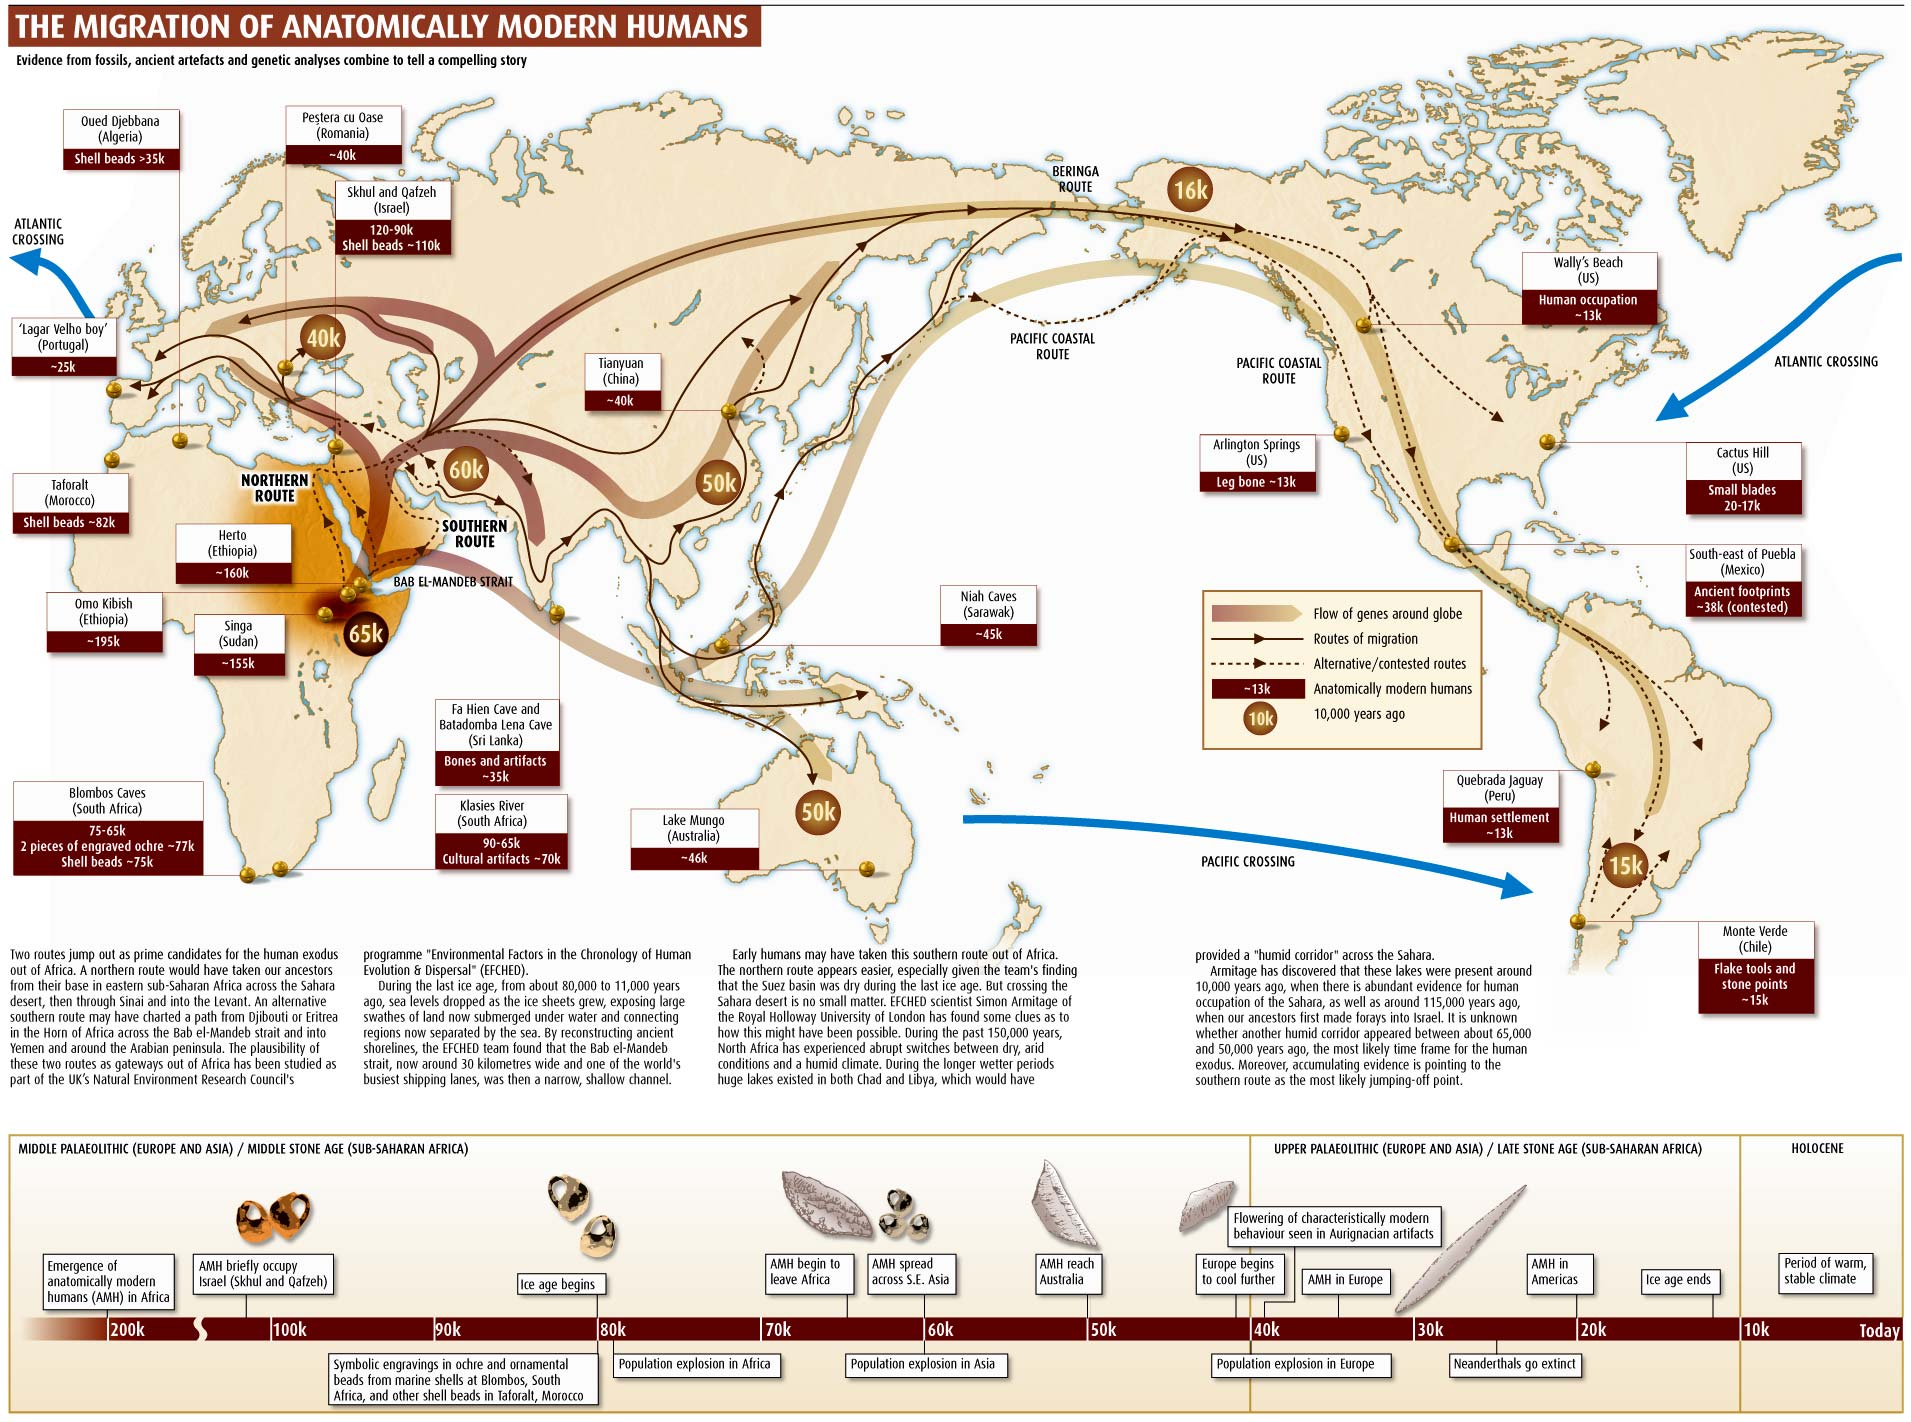 THE MIGRATION OF ANATOMICALLY MODERN HUMANS
Evidence from fossils, ancient artefacts and genetic analyses combine to tell a compelling story
Oued Djebbana
(Algeria)
Shell beads >35k
Peştera cu Oase
(Romania)
~40k
Skhul and Qafzeh
(Israel)
120-90k
Shell beads ~110k
ATLANTIC
CROSSING
'Lagar Velho boy'
(Portugal)
~25k
40k
BERINGA
ROUTE
16k
Wally's Beach
(US)
Human occupation
~13k
PACIFIC COASTAL
ROUTE
PACIFIC COASTAL
ROUTE
ATLANTIC CROSSING
Tianyuan
(China)
~40k
Arlington Springs
(US)
Leg bone ~13k
Cactus Hill
(US)
Small blades
20-17k
60k
50k
NORTHERN
ROUTE
Taforalt
(Morocco)
Shell beads ~82k
SOUTHERN
ROUTE
Herto
(Ethiopia)
~160k
BAB EL-MANDEB STRAIT
South-east of Puebla
(Mexico)
Ancient footprints
~38k (contested)
Omo Kibish
(Ethiopia)
~195k
Singa
(Sudan)
~155k
65k
Niah Caves
(Sarawak)
~45k
Flow of genes around globe
Routes of migration
Alternative/contested routes
~13k
Anatomically modern humans
10k
10,000 years ago
Fa Hien Cave and
Batadomba Lena Cave
(Sri Lanka)
Bones and artifacts
~35k
Blombos Caves
(South Africa)
75-65k
2 pieces of engraved ochre ~77k
Shell beads ~75k
Klasies River
(South Africa)
90-65k
Cultural artifacts ~70k
Lake Mungo
(Australia)
~46k
50k
PACIFIC CROSSING
Quebrada Jaguay
(Peru)
Human settlement
~13k
15k
Monte Verde
(Chile)
Flake tools and
stone points
~15k
Two routes jump out as prime candidates for the human exodus
out of Africa. A northern route would have taken our ancestors
from their base in eastern sub-Saharan Africa across the Sahara
desert, then through Sinai and into the Levant. An alternative
southern route may have charted a path from Djibouti or Eritrea
in the Horn of Africa across the Bab el-Mandeb strait and into
Yemen and around the Arabian peninsula. The plausibility of
these two routes as gateways out of Africa has been studied as
part of the UK's Natural Environment Research Council's
programme "Environmental Factors in the Chronology of Human
Evolution & Dispersal" (EFCHED).
During the last ice age, from about 80,000 to 11,000 years
ago, sea levels dropped as the ice sheets grew, exposing large
swathes of land now submerged under water and connecting
regions now separated by the sea. By reconstructing ancient
shorelines, the EFCHED team found that the Bab el-Mandeb
strait, now around 30 kilometres wide and one of the world's
busiest shipping lanes, was then a narrow, shallow channel.
Early humans may have taken this southern route out of Africa.
The northern route appears easier, especially given the team's finding
that the Suez basin was dry during the last ice age. But crossing the
Sahara desert is no small matter. EFCHED scientist Simon Armitage of
the Royal Holloway University of London has found some clues as to
how this might have been possible. During the past 150,000 years,
North Africa has experienced abrupt switches between dry, arid
conditions and a humid climate. During the longer wetter periods
huge lakes existed in both Chad and Libya, which would have
provided a "humid corridor" across the Sahara.
Armitage has discovered that these lakes were present around
10,000 years ago, when there is abundant evidence for human
occupation of the Sahara, as well as around 115,000 years ago,
when our ancestors first made forays into Israel. It is unknown
whether another humid corridor appeared between about 65,000
and 50,000 years ago, the most likely time frame for the human
exodus. Moreover, accumulating evidence is pointing to the
southern route as the most likely jumping-off point.
MIDDLE PALAEOLITHIC (EUROPE AND ASIA) / MIDDLE STONE AGE (SUB-SAHARAN AFRICA)
UPPER PALAEOLITHIC (EUROPE AND ASIA) / LATE STONE AGE (SUB-SAHARAN AFRICA)
HOLOCENE
Emergence of
anatomically modern
humans (AMH) in Africa
AMH briefly occupy
Israel (Skhul and Qafzeh)
Ice age begins
AMH begin to
leave Africa
AMH spread
across S.E. Asia
AMH reach
Australia
Europe begins
to cool further
Flowering of characteristically modern
behaviour seen in Aurignacian artifacts
AMH in Europe
AMH in
Americas
Ice age ends
Period of warm,
stable climate
200k 100k 90k 80k 70k 60k 50k 40k 30k 20k 10k Today
Symbolic engravings in ochre and ornamental
beads from marine shells at Blombos, South
Africa, and other shell beads in Taforalt, Morocco
Population explosion in Africa
Population explosion in Asia
Population explosion in Europe
Neanderthals go extinct